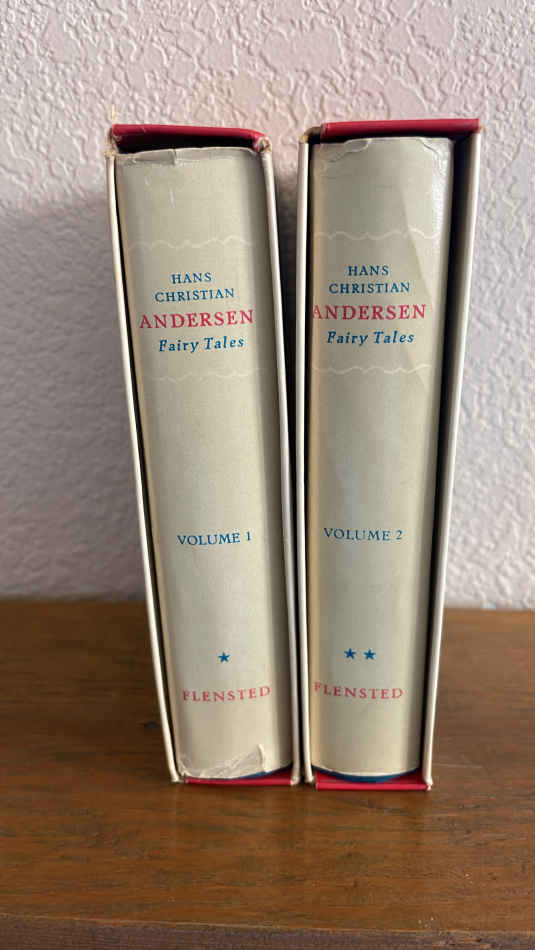 HANS
CHRISTIAN
ANDERSEN
Fairy Tales
VOLUME 1
★
FLENSTED
HANS
CHRISTIAN
ANDERSEN
Fairy Tales
VOLUME 2
★ ★
FLENSTED